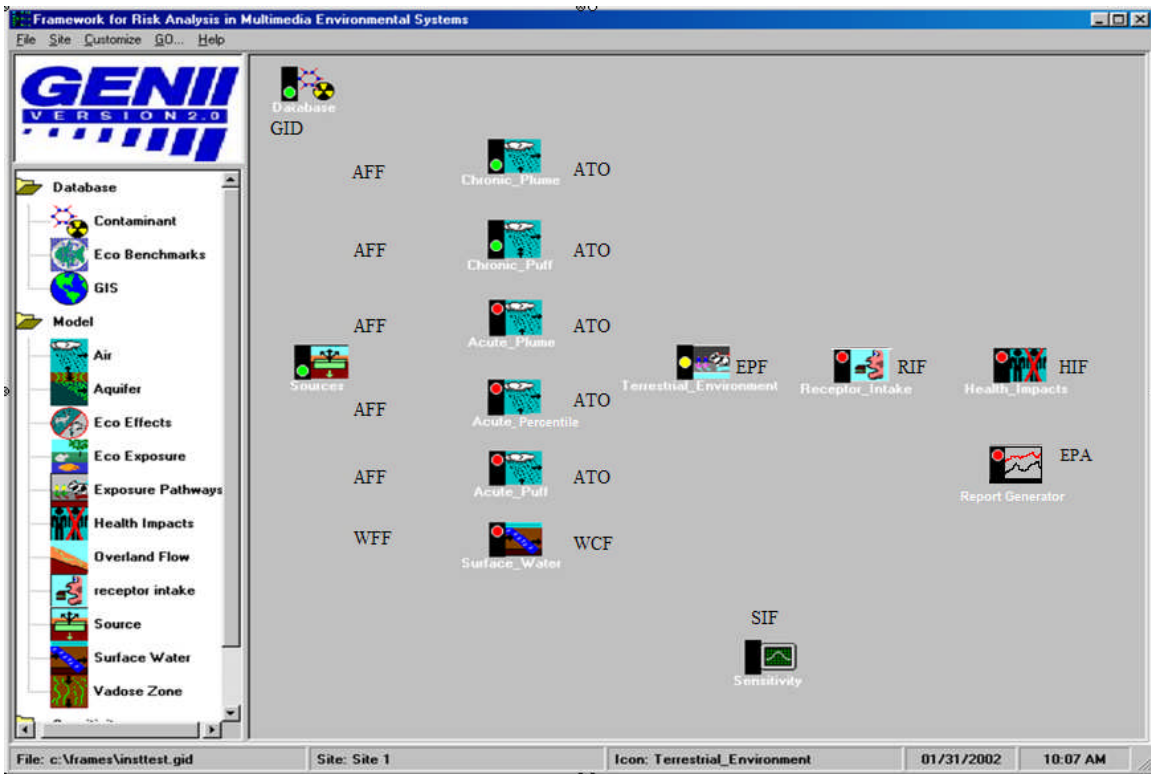 Framework for Risk Analysis in Multimedia Environmental Systems
File Site Customize GO... Help
GENII
VERSION 2.0
Database
Contaminant
Eco Benchmarks
GIS
Model
Air
Aquifer
Eco Effects
Eco Exposure
Exposure Pathways
Health Impacts
Overland Flow
receptor intake
Source
Surface Water
Vadose Zone
Database
GID
AFF
Chronic_Plume
ATO
AFF
Chronic_Puff
ATO
AFF
Acute_Plume
ATO
Sources
Terrestrial_Environment
EPF
Receptor_Intake
RIF
Health_Impacts
HIF
AFF
Acute_Percentile
ATO
AFF
Acute_Puff
ATO
EPA
Report Generator
WFF
Surface_Water
WCF
SIF
Sensitivity
File: c:\frames\insttest.gid
Site: Site 1
Icon: Terrestrial_Environment
01/31/2002
10:07 AM